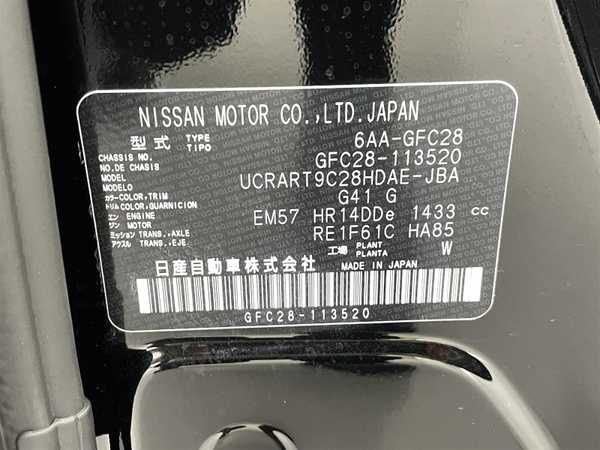 NISSAN MOTOR CO.,LTD.JAPAN
型式 TYPE TIPO 6AA-GFC28
CHASSIS NO. NO.DE CHASSIS GFC28-113520
MODEL MODELO UCRART9C28HDAE-JBA
カラー COLOR,TRIM トリム COLOR,GUARNICION G41 G
エンジン ENGINE MOTOR EM57 HR14DDe 1433 cc
ミッション TRANS.,AXLE アクスル TRANS.,EJE RE1F61C HA85
工場 PLANT PLANTA W
日産自動車株式会社 MADE IN JAPAN
GFC28-113520